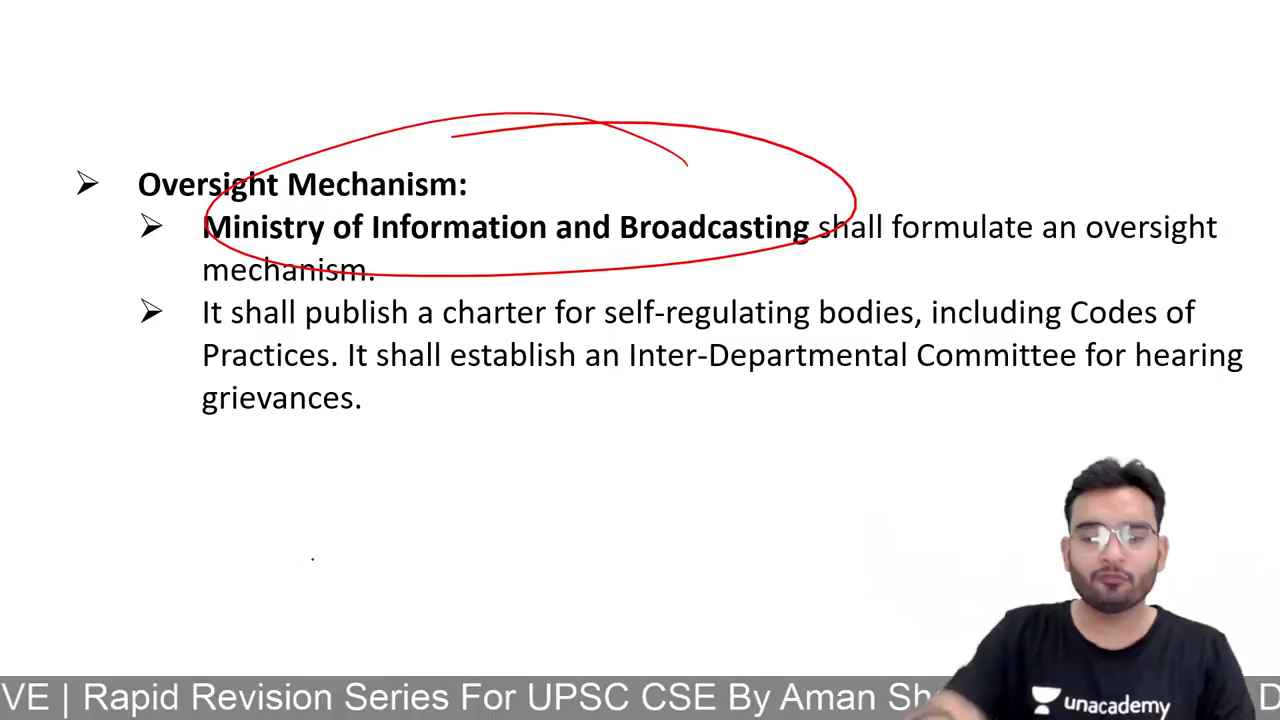 Oversight Mechanism:
Ministry of Information and Broadcasting shall formulate an oversight
mechanism.
It shall publish a charter for self-regulating bodies, including Codes of
Practices. It shall establish an Inter-Departmental Committee for hearing
grievances.
unacademy
VE | Rapid Revision Series For UPSC CSE By Aman